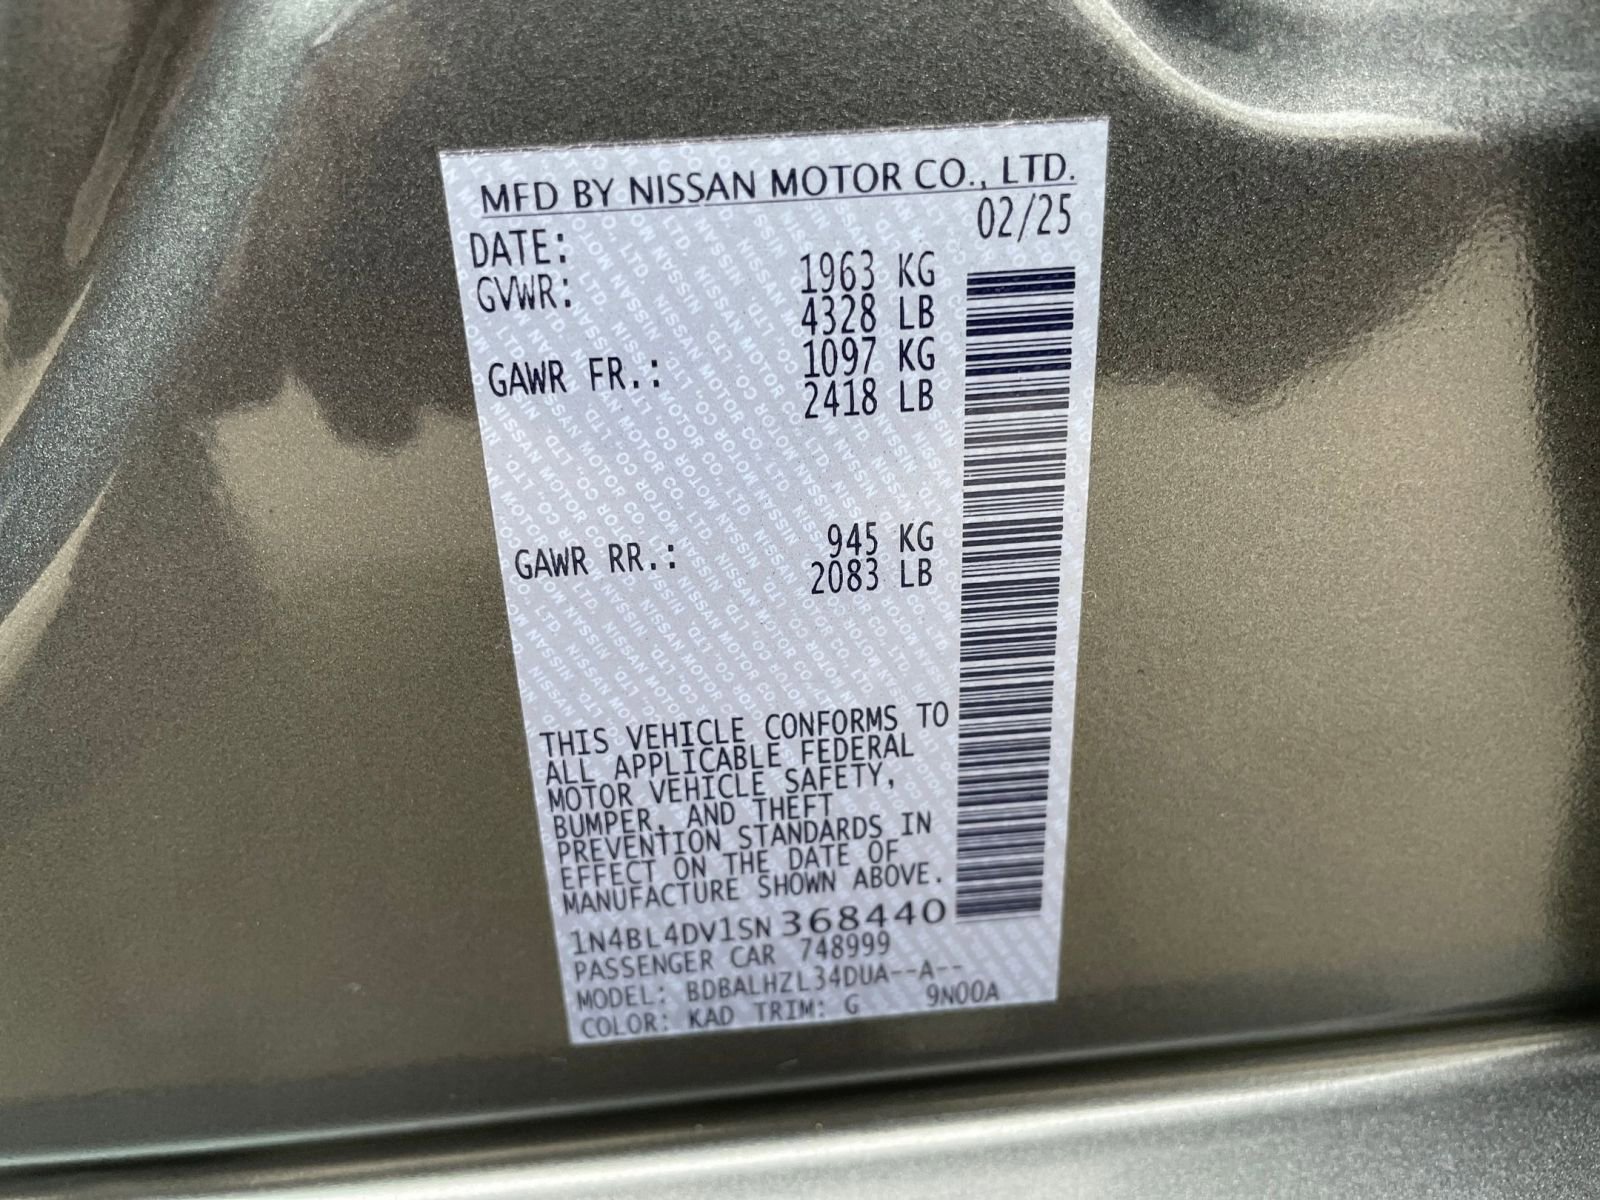 MFD BY NISSAN MOTOR CO., LTD.
DATE: 02/25
GVWR: 1963 KG
4328 LB
GAWR FR.: 1097 KG
2418 LB
GAWR RR.: 945 KG
2083 LB
THIS VEHICLE CONFORMS TO
ALL APPLICABLE FEDERAL
MOTOR VEHICLE SAFETY,
BUMPER, AND THEFT
PREVENTION STANDARDS IN
EFFECT ON THE DATE OF
MANUFACTURE SHOWN ABOVE.
1N4BL4DV1SN368440
PASSENGER CAR 748999
MODEL: BDBALHZL34DUA--A--
COLOR: KAD TRIM: G 9N00A